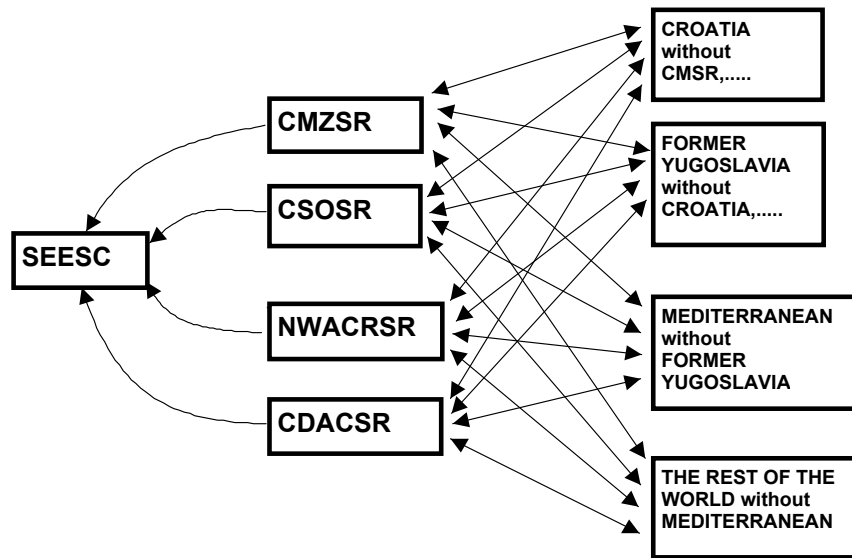 SEESC
CMZSR
CSOSR
NWACRSR
CDACSR
CROATIA
without
CMSR,.....
FORMER
YUGOSLAVIA
without
CROATIA,.....
MEDITERRANEAN
without
FORMER
YUGOSLAVIA
THE REST OF THE
WORLD without
MEDITERRANEAN